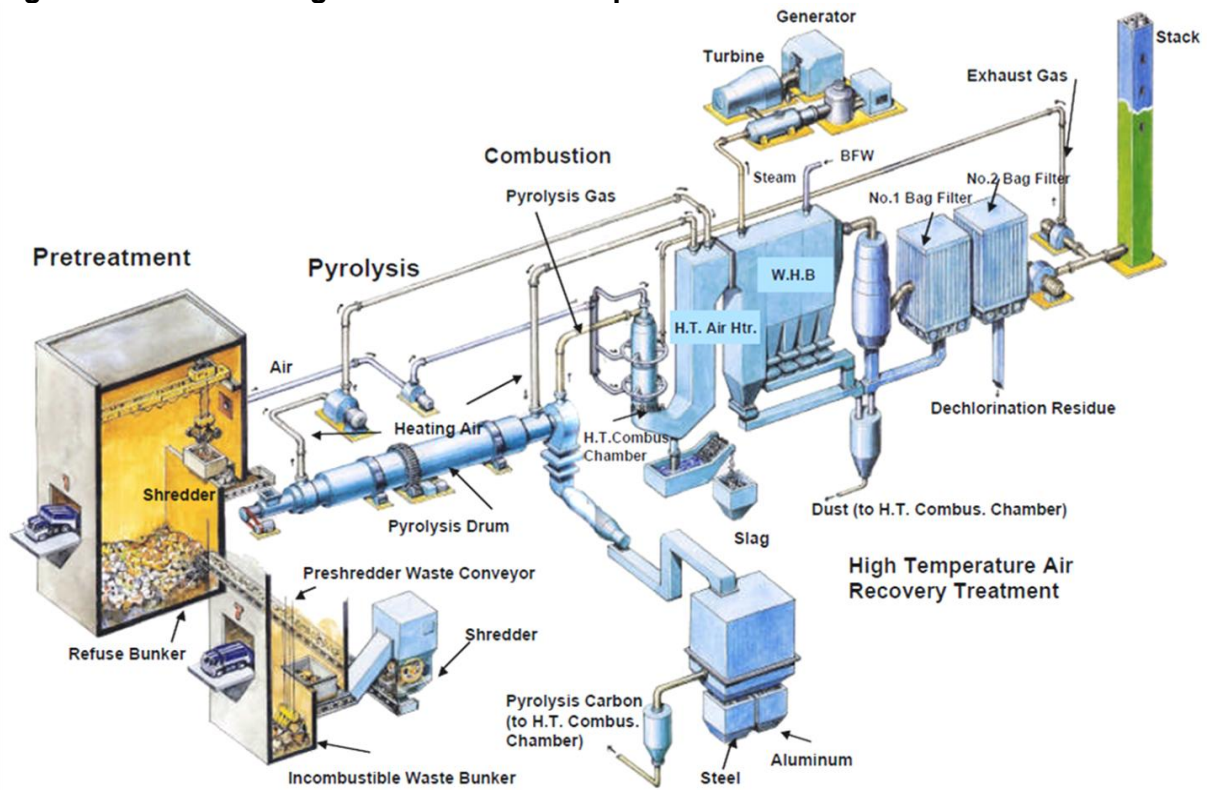 Generator
Stack
Turbine
Exhaust Gas
Combustion
BFW
Steam
No.2 Bag Filter
Pyrolysis Gas
No.1 Bag Filter
Pretreatment
Pyrolysis
W.H.B
H.T. Air Htr.
Air
Dechlorination Residue
Heating Air
H.T.Combus.
Chamber
Shredder
Dust (to H.T. Combus. Chamber)
Pyrolysis Drum
Slag
High Temperature Air
Recovery Treatment
Preshredder Waste Conveyor
Shredder
Refuse Bunker
Pyrolysis Carbon
(to H.T. Combus.
Chamber)
Aluminum
Steel
Incombustible Waste Bunker